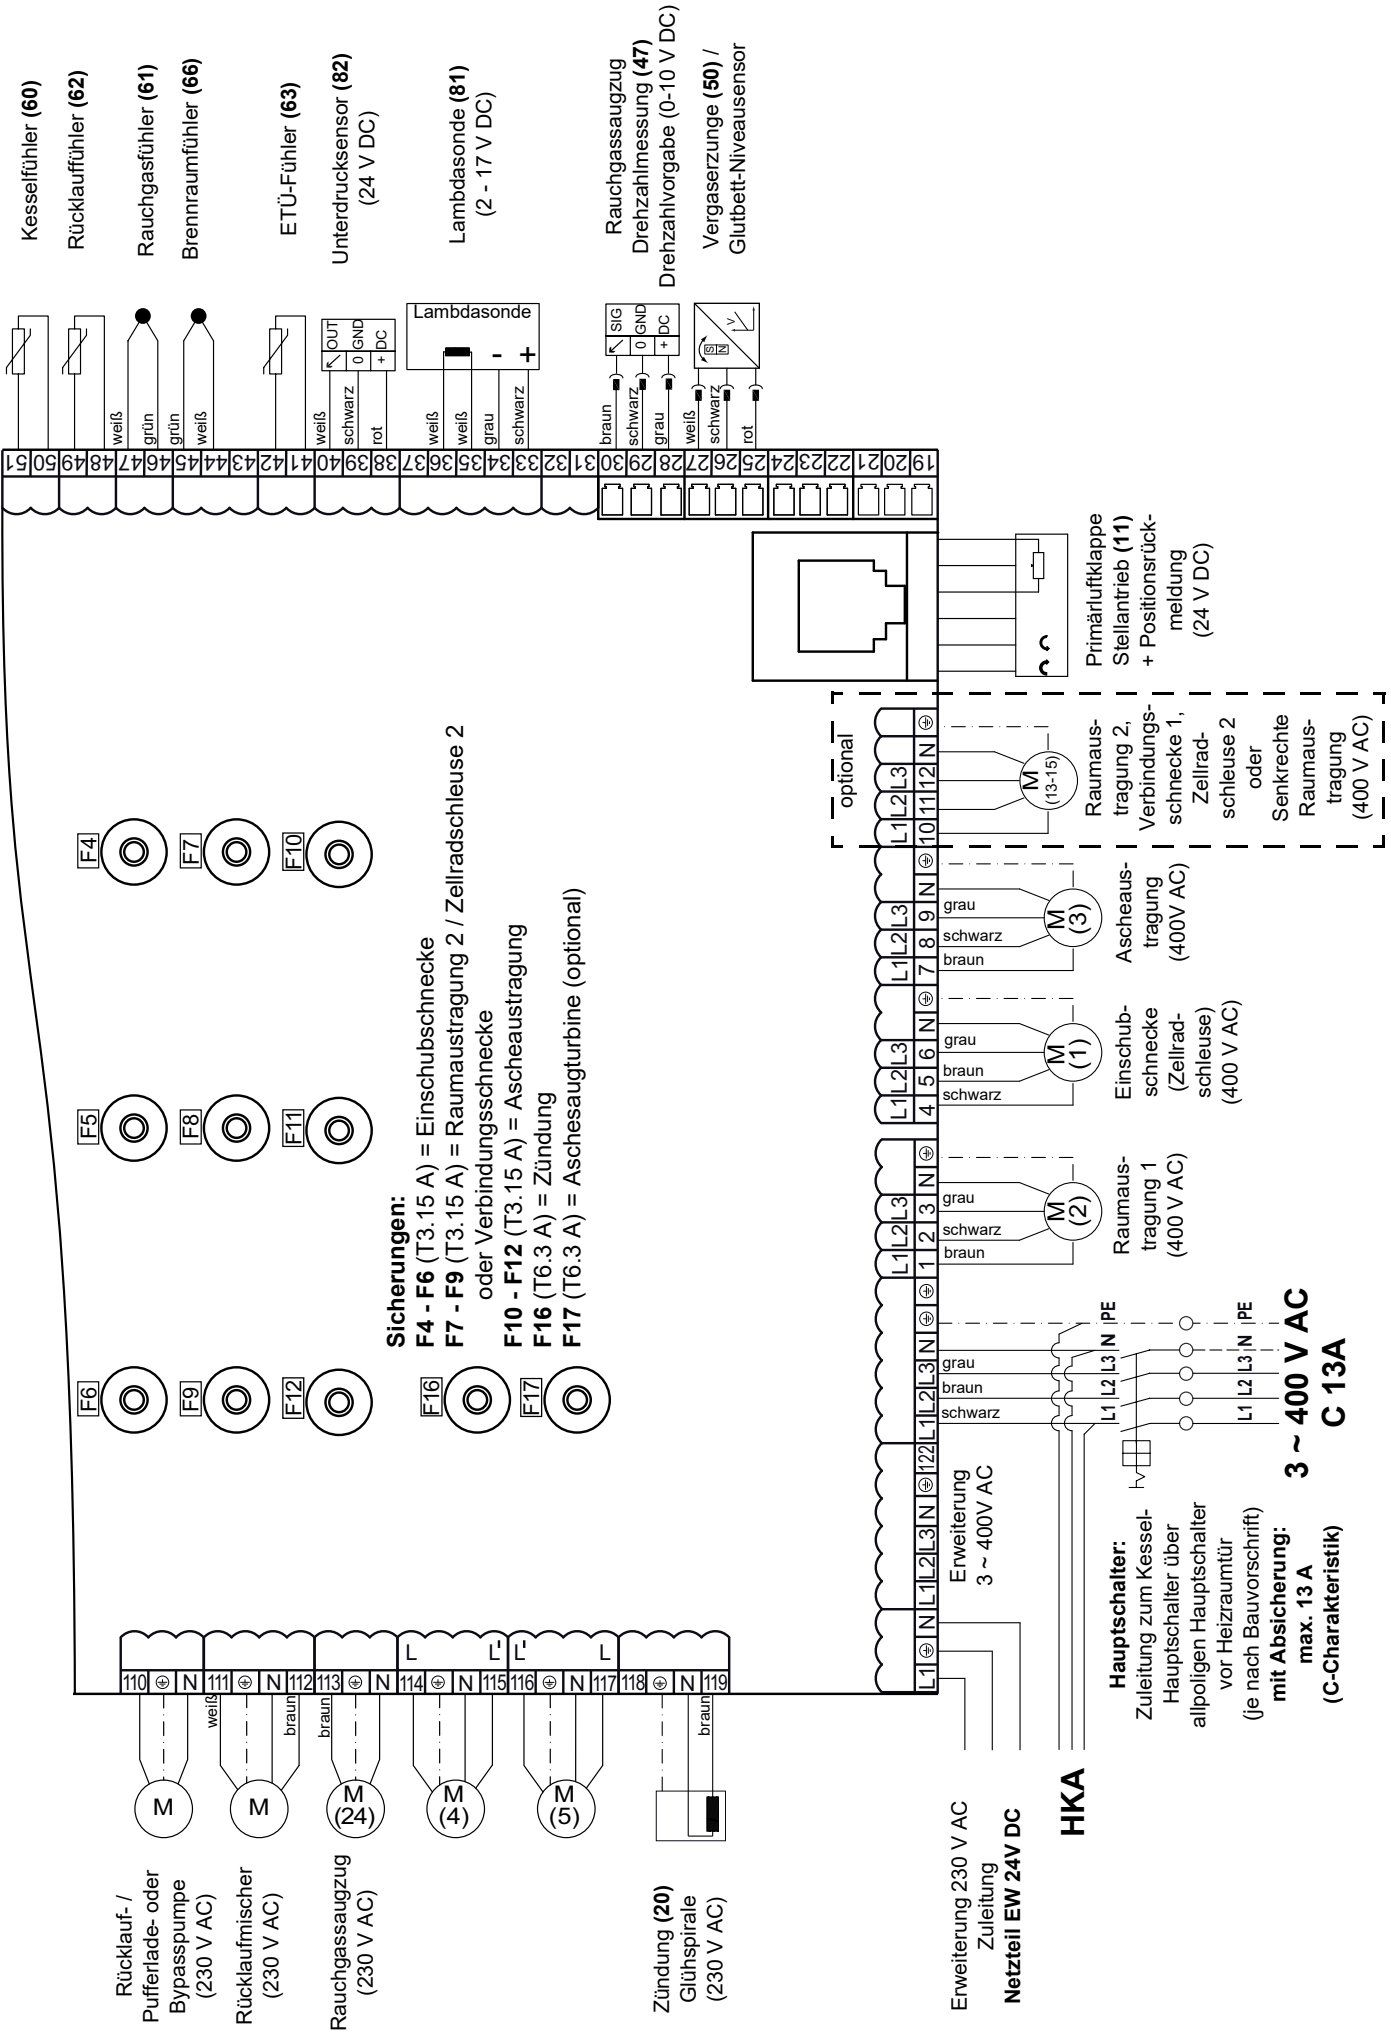 Kesselfühler (60)
Rücklauffühler (62)
Rauchgasfühler (61)
Brennraumfühler (66)
ETÜ-Fühler (63)
Unterdrucksensor (82)
(24 V DC)
Lambdasonde (81)
(2 - 17 V DC)
Rauchgassaugzug
Drehzahlmessung (47)
Drehzahlvorgabe (0-10 V DC)
Vergaserzunge (50) /
Glutbett-Niveausensor
OUT
0 GND
+ DC
Lambdasonde
- +
SIG
0 GND
+ DC
S
N
V
weiß
grün
grün
weiß
weiß
schwarz
rot
weiß
weiß
grau
schwarz
braun
schwarz
grau
weiß
schwarz
rot
51 50 49 48 47 46 45 44 43 42 41 40 39 38 37 36 35 34 33 32 31 30 29 28 27 26 25 24 23 22 21 20 19
Primärluftklappe
Stellantrieb (11)
+ Positionsrück-
meldung
(24 V DC)
F4
F7
F10
F5
F8
F11
F6
F9
F12
F16
F17
Sicherungen:
F4 - F6 (T3.15 A) = Einschubschnecke
F7 - F9 (T3.15 A) = Raumaustragung 2 / Zellradschleuse 2
oder Verbindungsschnecke
F10 - F12 (T3.15 A) = Ascheaustragung
F16 (T6.3 A) = Zündung
F17 (T6.3 A) = Aschesaugturbine (optional)
optional
L1 L2 L3
10 11 12 N
M
(13-15)
Raumaus-
tragung 2,
Verbindungs-
schnecke 1,
Zellrad-
schleuse 2
oder
Senkrechte
Raumaus-
tragung
(400 V AC)
L1 L2 L3
7 8 9 N
braun
schwarz
grau
M
(3)
Ascheaus-
tragung
(400V AC)
L1 L2 L3
4 5 6 N
schwarz
braun
grau
M
(1)
Einschub-
schnecke
(Zellrad-
schleuse)
(400 V AC)
L1 L2 L3
1 2 3 N
braun
schwarz
grau
M
(2)
Raumaus-
tragung 1
(400 V AC)
L1 L2 L3 N
schwarz
braun
grau
L1 L2 L3 N PE
L1 L2 L3 N PE
3 ~ 400 V AC
C 13A
L1 N L1 L2 L3 N 122
Erweiterung
3 ~ 400V AC
Hauptschalter:
Zuleitung zum Kessel-
Hauptschalter über
allpoligen Hauptschalter
vor Heizraumtür
(je nach Bauvorschrift)
mit Absicherung:
max. 13 A
(C-Charakteristik)
HKA
Erweiterung 230 V AC
Zuleitung
Netzteil EW 24V DC
L L' L' L
110 N 111 N 112 113 N 114 N 115 116 N 117 118 N 119
weiß
braun
braun
braun
M
M
M
(24)
M
(4)
M
(5)
Rücklauf- /
Pufferlade- oder
Bypasspumpe
(230 V AC)
Rücklaufmischer
(230 V AC)
Rauchgassaugzug
(230 V AC)
Zündung (20)
Glühspirale
(230 V AC)